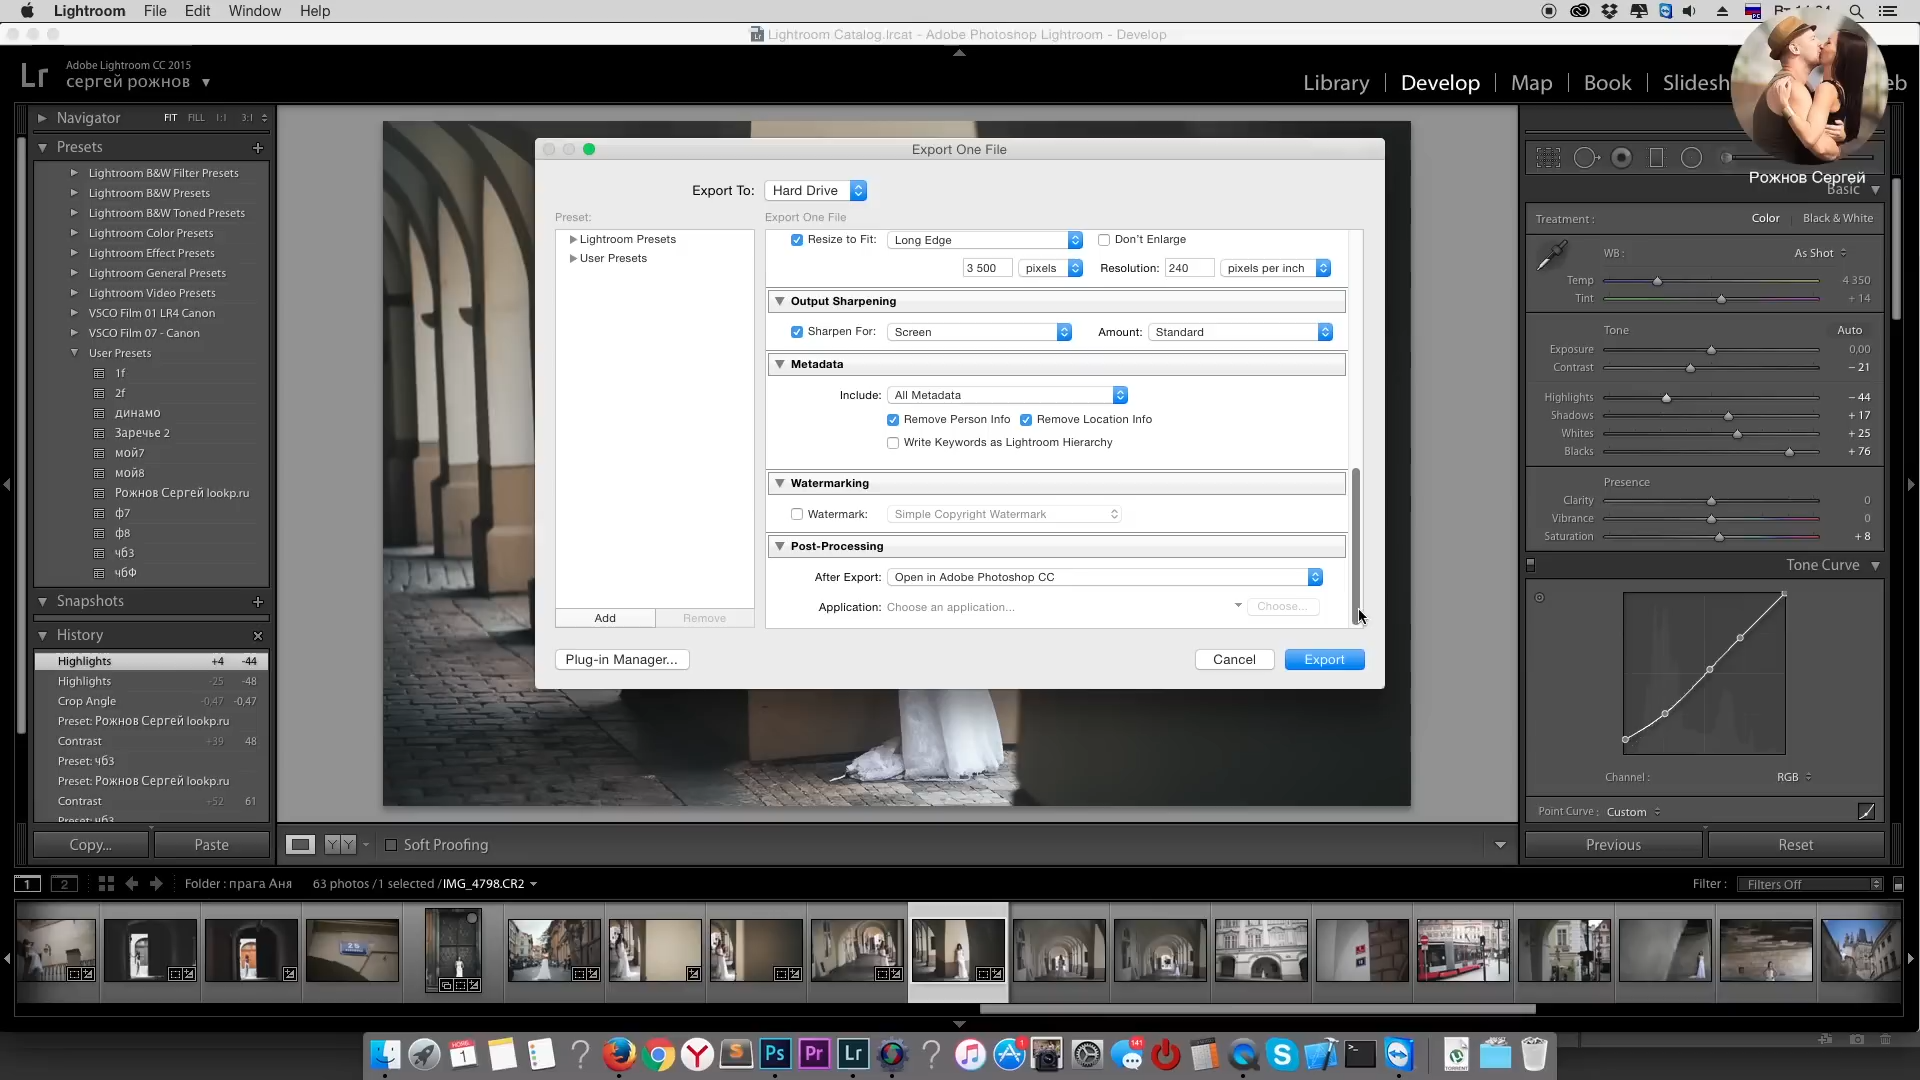 Lightroom File Edit Window Help
Lightroom Catalog.lrcat - Adobe Photoshop Lightroom - Develop
Lr
Adobe Lightroom CC 2015
сергей рожнов
Library | Develop | Map | Book | Slidesh
eb
Рожнов Сергей
Navigator FIT FILL 1:1 3:1
Presets
Lightroom B&W Filter Presets
Lightroom B&W Presets
Lightroom B&W Toned Presets
Lightroom Color Presets
Lightroom Effect Presets
Lightroom General Presets
Lightroom Video Presets
VSCO Film 01 LR4 Canon
VSCO Film 07 - Canon
User Presets
1f
2f
динамо
Заречье 2
мой7
мой8
Рожнов Сергей lookp.ru
ф7
ф8
чб3
чбФ
Snapshots
History
Highlights +4 -44
Highlights -25 -48
Crop Angle -0,47 -0,47
Preset: Рожнов Сергей lookp.ru
Contrast +39 48
Preset: чб3
Preset: Рожнов Сергей lookp.ru
Contrast +52 61
Preset: чб3
Copy... Paste
Export One File
Export To: Hard Drive
Preset:
Lightroom Presets
User Presets
Add Remove
Plug-in Manager...
Export One File
Resize to Fit: Long Edge Don't Enlarge
3 500 pixels Resolution: 240 pixels per inch
Output Sharpening
Sharpen For: Screen Amount: Standard
Metadata
Include: All Metadata
Remove Person Info Remove Location Info
Write Keywords as Lightroom Hierarchy
Watermarking
Watermark: Simple Copyright Watermark
Post-Processing
After Export: Open in Adobe Photoshop CC
Application: Choose an application... Choose...
Cancel Export
Basic
Treatment : Color Black & White
WB : As Shot
Temp 4 350
Tint + 14
Tone Auto
Exposure 0,00
Contrast – 21
Highlights – 44
Shadows + 17
Whites + 25
Blacks + 76
Presence
Clarity 0
Vibrance 0
Saturation + 8
Tone Curve
Channel : RGB
Point Curve : Custom
Previous Reset
Soft Proofing
1 2 Folder : прага Аня 63 photos /1 selected /IMG_4798.CR2 Filter : Filters Off
НОЯБ. 1 Ps Pr Lr 1 141